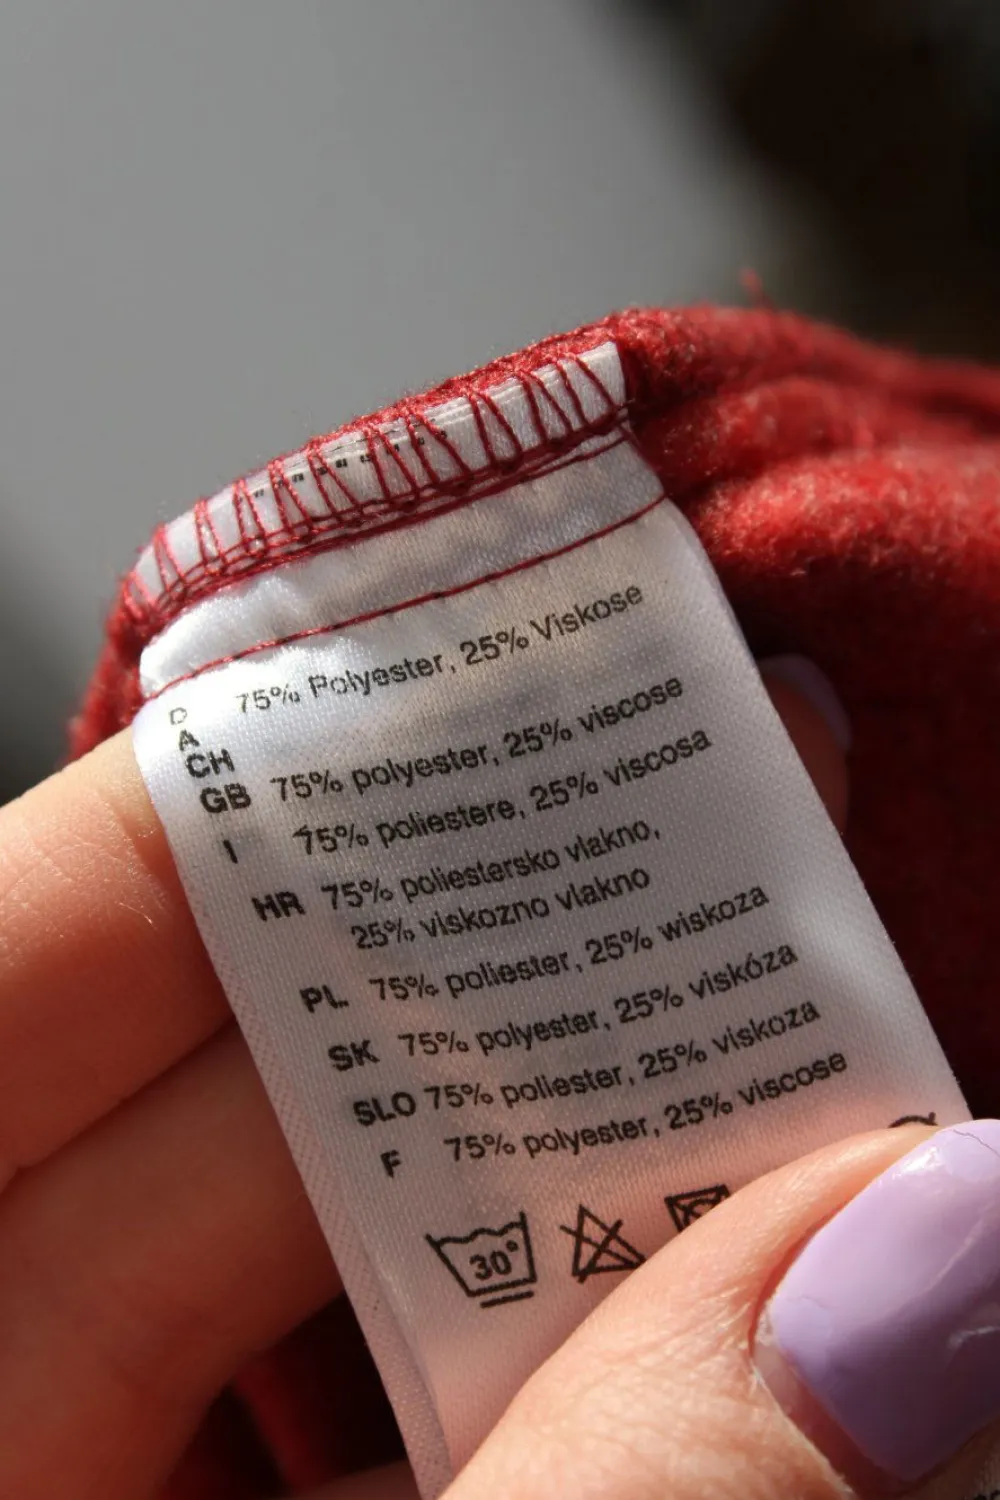 D 75% Polyester, 25% Viskose
A
CH
GB 75% polyester, 25% viscose
I 75% poliestere, 25% viscosa
HR 75% poliestersko vlakno,
25% viskozno vlakno
PL 75% poliester, 25% wiskoza
SK 75% polyester, 25% viskóza
SLO 75% poliester, 25% viskoza
F 75% polyester, 25% viscose
30°